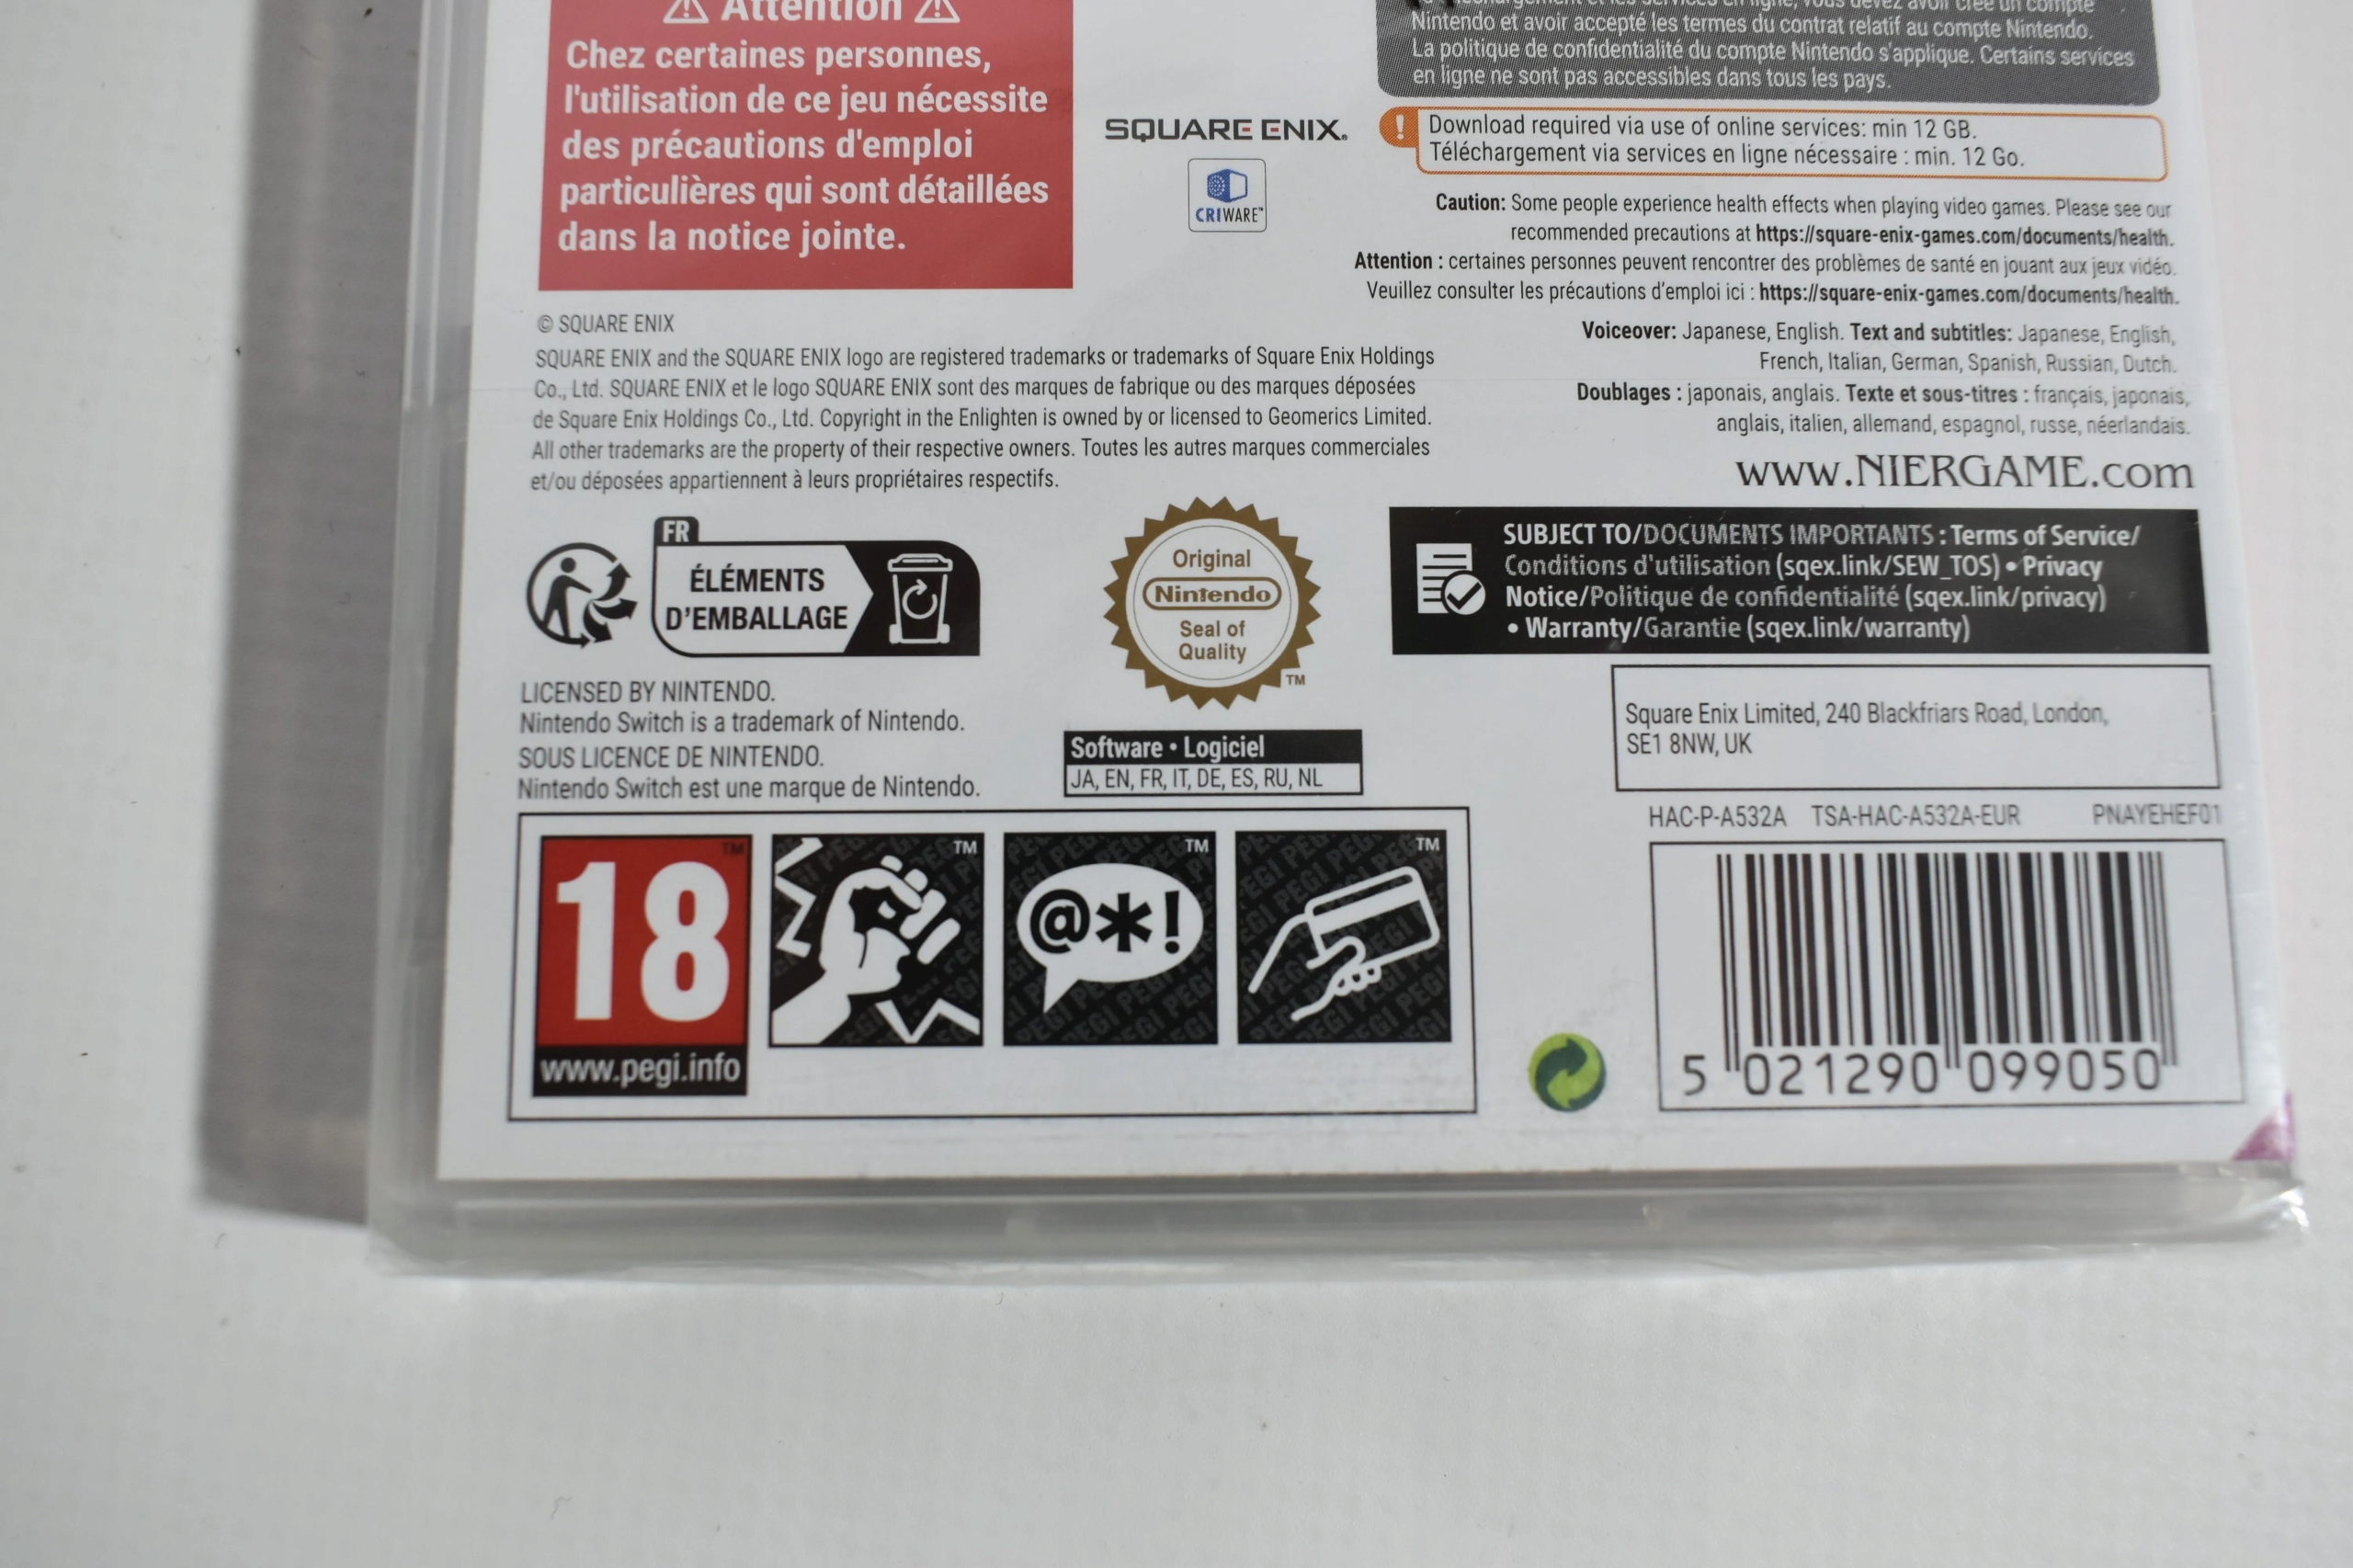 Attention
Chez certaines personnes,
l'utilisation de ce jeu nécessite
des précautions d'emploi
particulières qui sont détaillées
dans la notice jointe.
SQUARE ENIX.
CRIWARE™
en ligne, vous devez avoir créé un compte
Nintendo et avoir accepté les termes du contrat relatif au compte Nintendo.
La politique de confidentialité du compte Nintendo s'applique. Certains services
en ligne ne sont pas accessibles dans tous les pays.
! Download required via use of online services: min 12 GB.
Téléchargement via services en ligne nécessaire : min. 12 Go.
Caution: Some people experience health effects when playing video games. Please see our
recommended precautions at https://square-enix-games.com/documents/health.
Attention : certaines personnes peuvent rencontrer des problèmes de santé en jouant aux jeux vidéo.
Veuillez consulter les précautions d'emploi ici : https://square-enix-games.com/documents/health.
Voiceover: Japanese, English. Text and subtitles: Japanese, English,
French, Italian, German, Spanish, Russian, Dutch.
Doublages : japonais, anglais. Texte et sous-titres : français, japonais,
anglais, italien, allemand, espagnol, russe, néerlandais.
www.NIERGAME.com
© SQUARE ENIX
SQUARE ENIX and the SQUARE ENIX logo are registered trademarks or trademarks of Square Enix Holdings
Co., Ltd. SQUARE ENIX et le logo SQUARE ENIX sont des marques de fabrique ou des marques déposées
de Square Enix Holdings Co., Ltd. Copyright in the Enlighten is owned by or licensed to Geomerics Limited.
All other trademarks are the property of their respective owners. Toutes les autres marques commerciales
et/ou déposées appartiennent à leurs propriétaires respectifs.
FR
ÉLÉMENTS
D'EMBALLAGE
Original
Nintendo
Seal of
Quality
TM
SUBJECT TO/DOCUMENTS IMPORTANTS : Terms of Service/
Conditions d'utilisation (sqex.link/SEW_TOS) • Privacy
Notice/Politique de confidentialité (sqex.link/privacy)
• Warranty/Garantie (sqex.link/warranty)
LICENSED BY NINTENDO.
Nintendo Switch is a trademark of Nintendo.
SOUS LICENCE DE NINTENDO.
Nintendo Switch est une marque de Nintendo.
Software • Logiciel
JA, EN, FR, IT, DE, ES, RU, NL
Square Enix Limited, 240 Blackfriars Road, London,
SE1 8NW, UK
HAC-P-A532A TSA-HAC-A532A-EUR PNAYEHEF01
18 ™
www.pegi.info
TM
@*! TM
TM
5 021290 099050